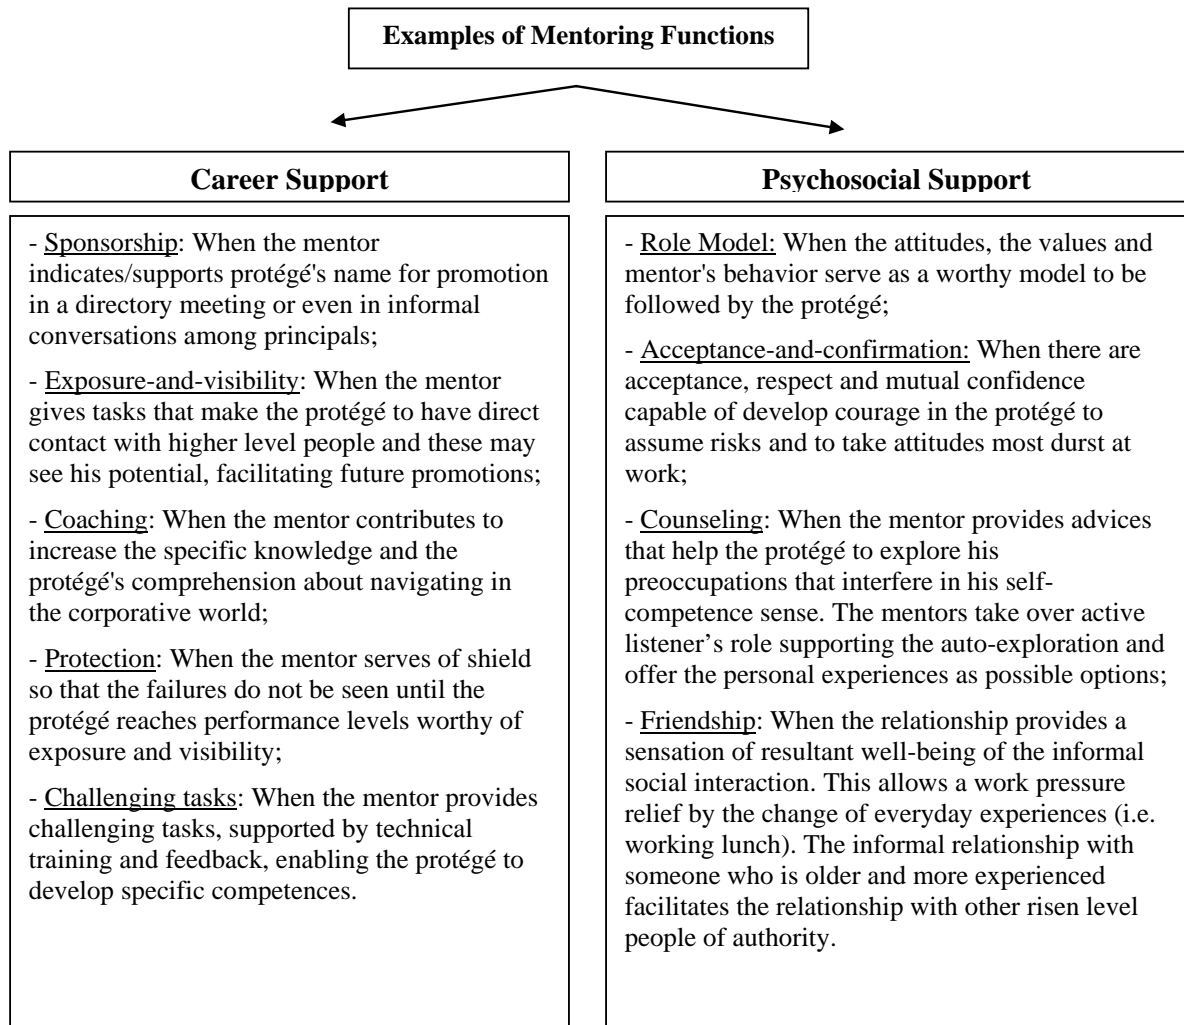 Examples of Mentoring Functions
Career Support
- Sponsorship: When the mentor
indicates/supports protégé's name for promotion
in a directory meeting or even in informal
conversations among principals;
- Exposure-and-visibility: When the mentor
gives tasks that make the protégé to have direct
contact with higher level people and these may
see his potential, facilitating future promotions;
- Coaching: When the mentor contributes to
increase the specific knowledge and the
protégé's comprehension about navigating in
the corporative world;
- Protection: When the mentor serves of shield
so that the failures do not be seen until the
protégé reaches performance levels worthy of
exposure and visibility;
- Challenging tasks: When the mentor provides
challenging tasks, supported by technical
training and feedback, enabling the protégé to
develop specific competences.
Psychosocial Support
- Role Model: When the attitudes, the values and
mentor's behavior serve as a worthy model to be
followed by the protégé;
- Acceptance-and-confirmation: When there are
acceptance, respect and mutual confidence
capable of develop courage in the protégé to
assume risks and to take attitudes most durst at
work;
- Counseling: When the mentor provides advices
that help the protégé to explore his
preoccupations that interfere in his self-
competence sense. The mentors take over active
listener’s role supporting the auto-exploration and
offer the personal experiences as possible options;
- Friendship: When the relationship provides a
sensation of resultant well-being of the informal
social interaction. This allows a work pressure
relief by the change of everyday experiences (i.e.
working lunch). The informal relationship with
someone who is older and more experienced
facilitates the relationship with other risen level
people of authority.